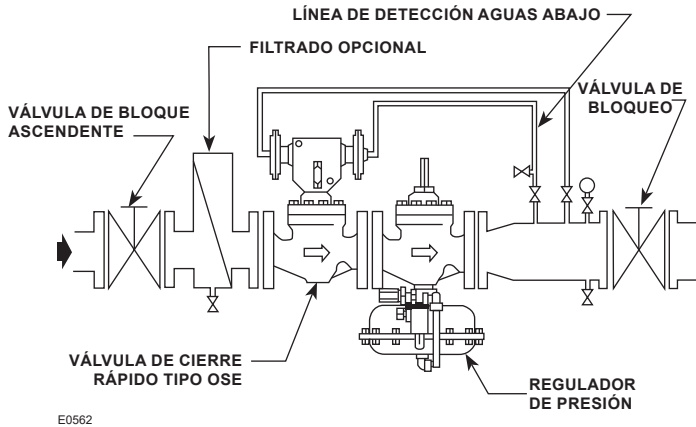 LÍNEA DE DETECCIÓN AGUAS ABAJO
FILTRADO OPCIONAL
VÁLVULA DE BLOQUE
ASCENDENTE
VÁLVULA DE
BLOQUEO
VÁLVULA DE CIERRE
RÁPIDO TIPO OSE
REGULADOR
DE PRESIÓN
E0562